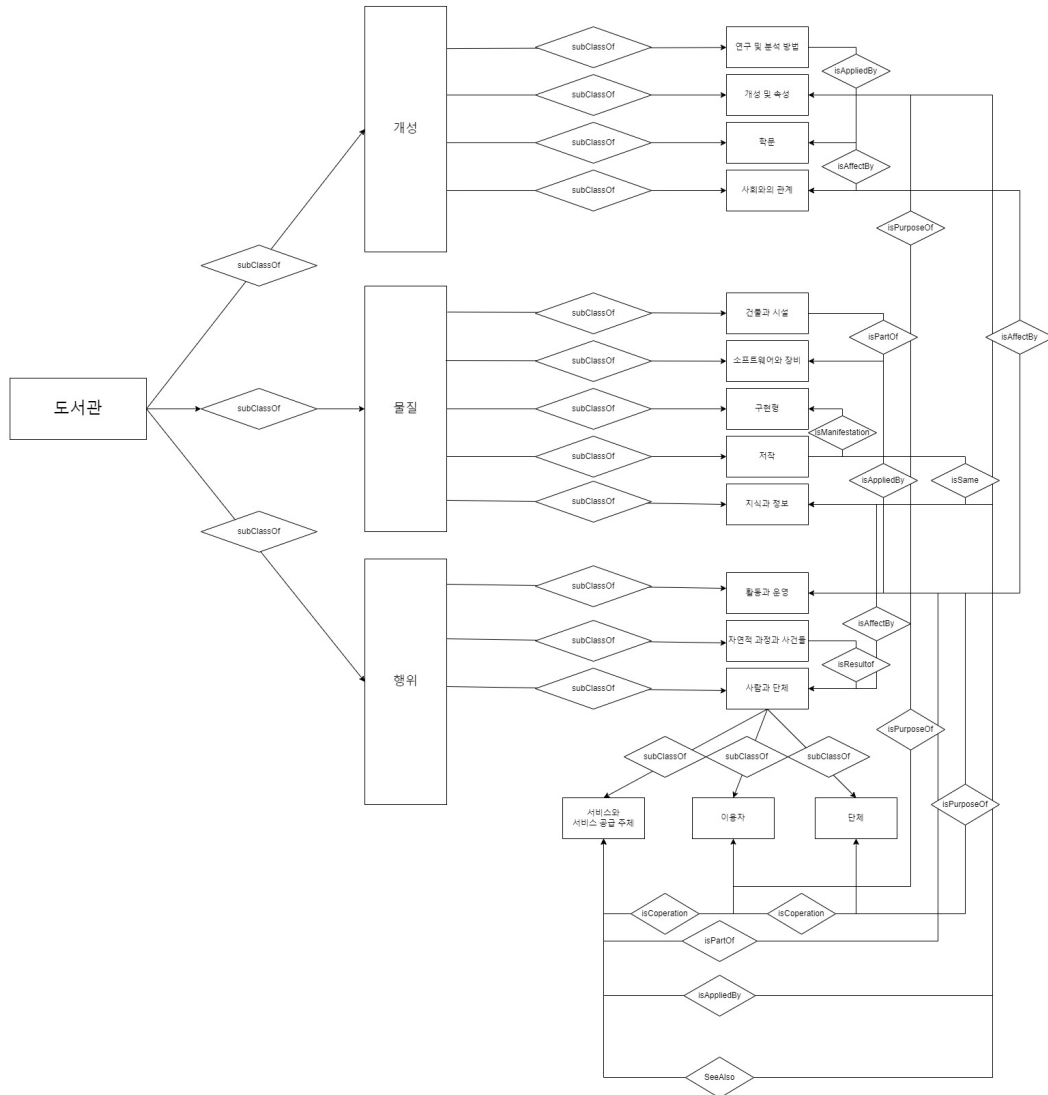 도서관
subClassOf
subClassOf
subClassOf
개성
subClassOf
연구 및 분석 방법
subClassOf
개성 및 속성
subClassOf
학문
subClassOf
사회와의 관계
isAppliedBy
isAffectBy
isPurposeOf
isAffectBy
물질
subClassOf
건물과 시설
subClassOf
소프트웨어와 장비
subClassOf
구현형
subClassOf
저작
subClassOf
지식과 정보
isPartOf
isManifestation
isAppliedBy
isSame
행위
subClassOf
활동과 운영
subClassOf
자연적 과정과 사건들
subClassOf
사람과 단체
isAffectBy
isResultof
isPurposeOf
subClassOf
subClassOf
subClassOf
서비스와
서비스 공급 주체
이용자
단체
isPurposeOf
isCoperation
isCoperation
isPartOf
isAppliedBy
SeeAlso